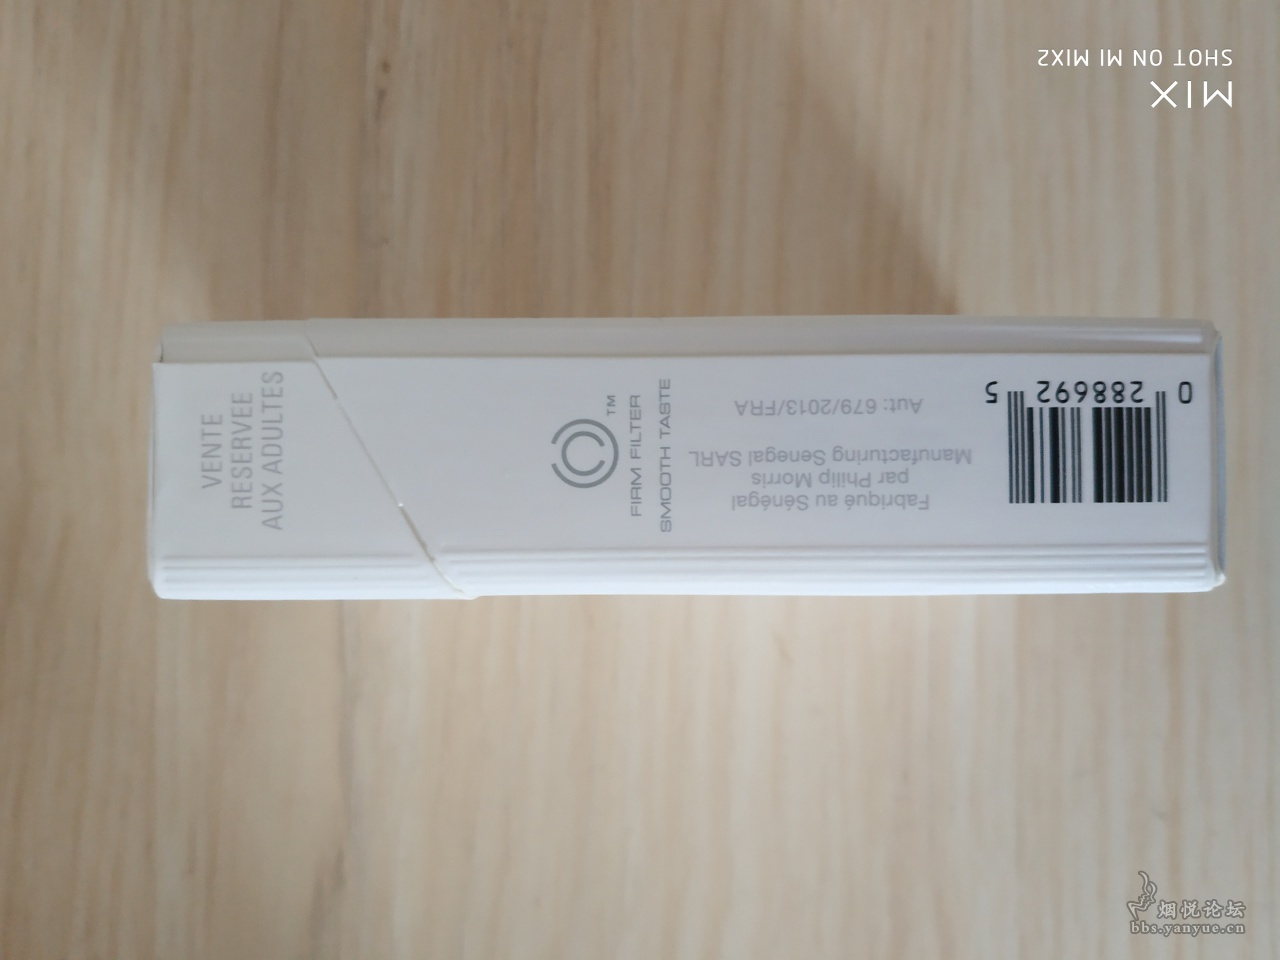 VENTE
RESERVEE
AUX ADULTES
TM
FIRM FILTER
SMOOTH TASTE
Fabriqué au Sénégal
par Philip Morris
Manufacturing Senegal SARL
Aut: 679/2013/FRA
0 288692 5
MIX
SHOT ON MI MIX2
烟悦论坛
bbs.yanyue.cn